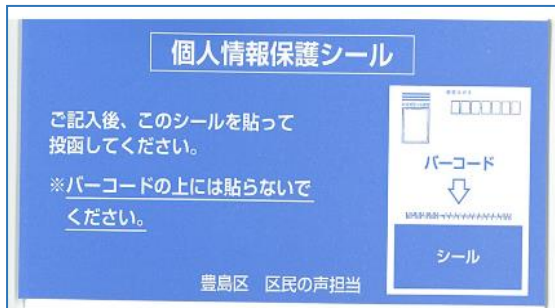 個人情報保護シール
ご記入後、このシールを貼って
投函してください。
※バーコードの上には貼らないで
ください。
バーコード
シール
豊島区 区民の声担当